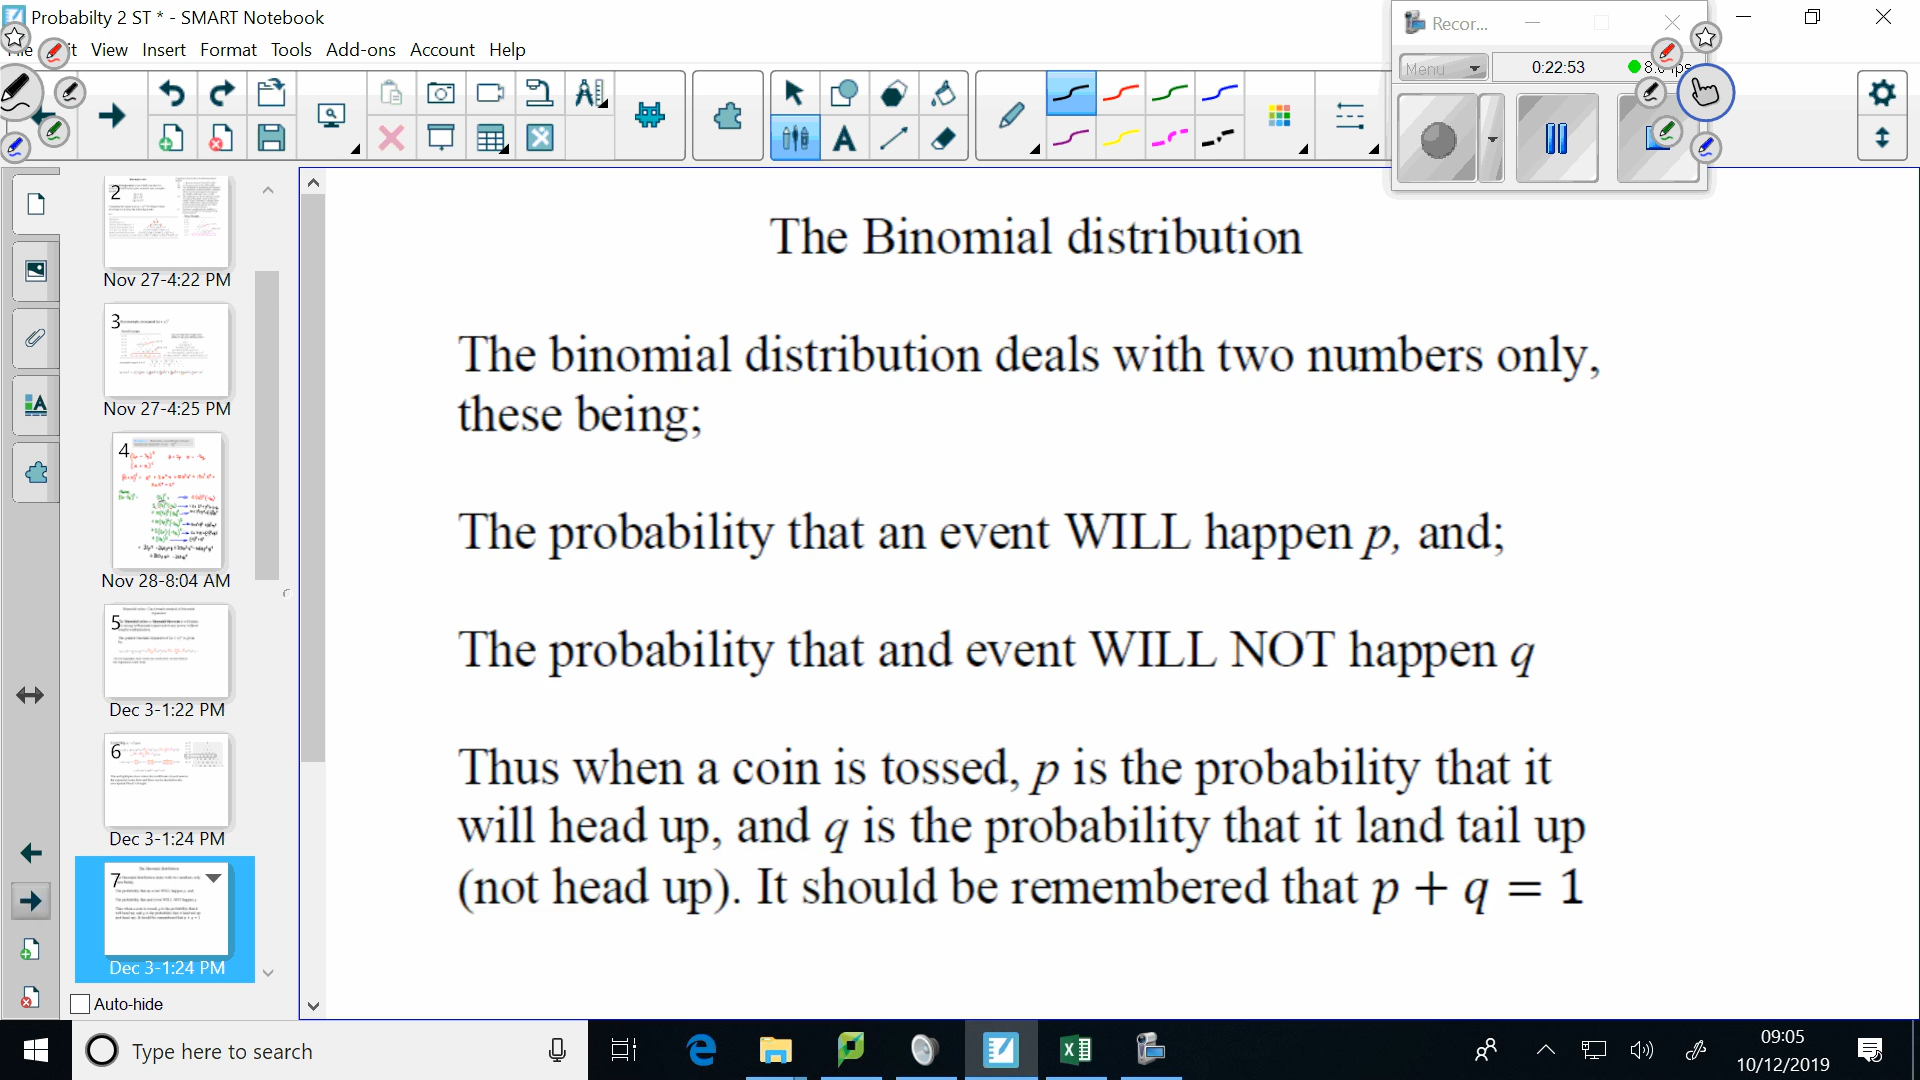 Probabilty 2 ST * - SMART Notebook
View Insert Format Tools Add-ons Account Help
Recor...
Menu
0:22:53
2
Nov 27-4:22 PM
3
Nov 27-4:25 PM
4
Nov 28-8:04 AM
5
Dec 3-1:22 PM
6
Dec 3-1:24 PM
7
Dec 3-1:24 PM
Auto-hide
The Binomial distribution
The binomial distribution deals with two numbers only,
these being;
The probability that an event WILL happen p, and;
The probability that and event WILL NOT happen q
Thus when a coin is tossed, p is the probability that it
will head up, and q is the probability that it land tail up
(not head up). It should be remembered that p + q = 1
Type here to search
09:05
10/12/2019